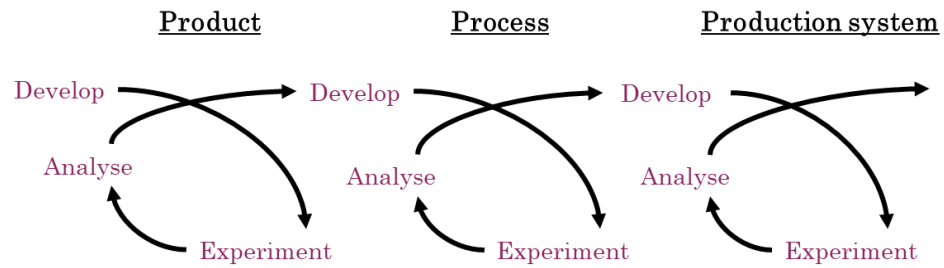 Product Process Production system
Develop Develop Develop
Analyse Analyse Analyse
Experiment Experiment Experiment